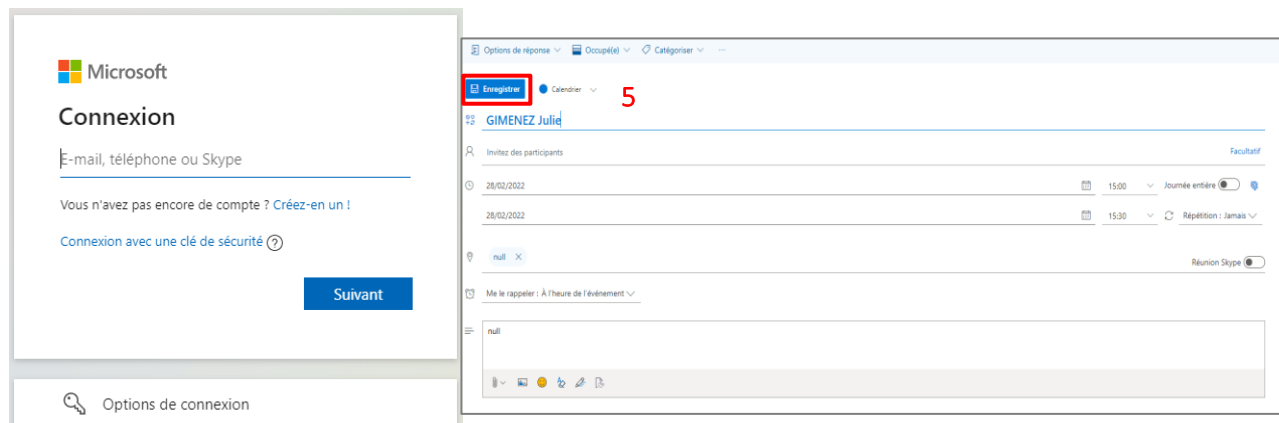 Microsoft
Connexion
E-mail, téléphone ou Skype
Vous n'avez pas encore de compte ? Créez-en un !
Connexion avec une clé de sécurité ?
Suivant
Options de connexion
Options de réponse Occupé(e) Catégoriser ...
Enregistrer Calendrier 5
GIMENEZ Julie
Invitez des participants Facultatif
28/02/2022 15:00 Journée entière
28/02/2022 15:30 Répétition : Jamais
null X Réunion Skype
Me le rappeler : À l'heure de l'événement
null